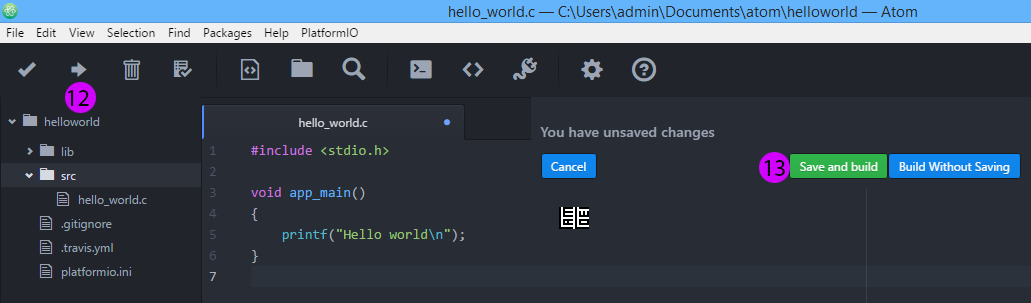 hello_world.c — C:\Users\admin\Documents\atom\helloworld — Atom
File Edit View Selection Find Packages Help PlatformIO
12
helloworld
lib
src
hello_world.c
.gitignore
.travis.yml
platformio.ini
hello_world.c
1 #include <stdio.h>
2
3 void app_main()
4 {
5 printf("Hello world\n");
6 }
7
You have unsaved changes
Cancel 13 Save and build Build Without Saving